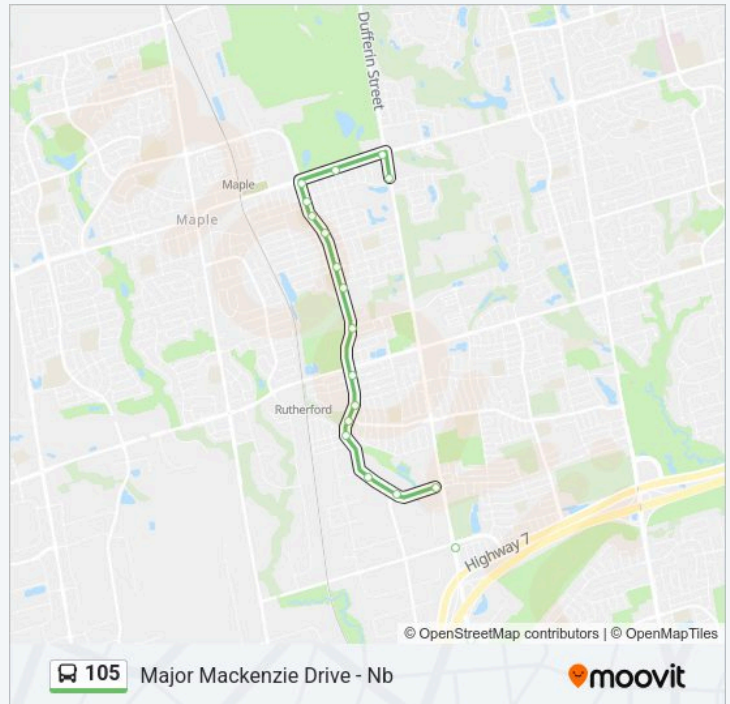 Dufferin Street
Maple
Maple
Rutherford
Highway 7
© OpenStreetMap contributors | © OpenMapTiles
105 Major Mackenzie Drive - Nb
moovit